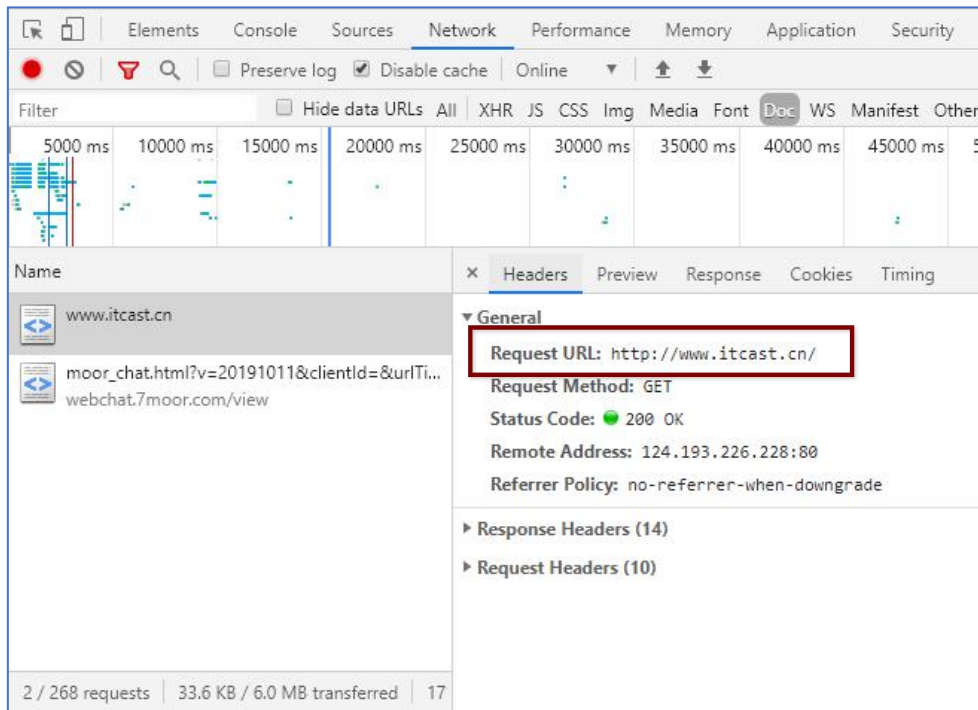 Elements Console Sources Network Performance Memory Application Security
Preserve log Disable cache Online
Filter Hide data URLs All XHR JS CSS Img Media Font Doc WS Manifest Other
5000 ms 10000 ms 15000 ms 20000 ms 25000 ms 30000 ms 35000 ms 40000 ms 45000 ms
Name
× Headers Preview Response Cookies Timing
www.itcast.cn
moor_chat.html?v=20191011&clientId=&urlTi...
webchat.7moor.com/view
General
Request URL: http://www.itcast.cn/
Request Method: GET
Status Code: 200 OK
Remote Address: 124.193.226.228:80
Referrer Policy: no-referrer-when-downgrade
Response Headers (14)
Request Headers (10)
2 / 268 requests 33.6 KB / 6.0 MB transferred 17